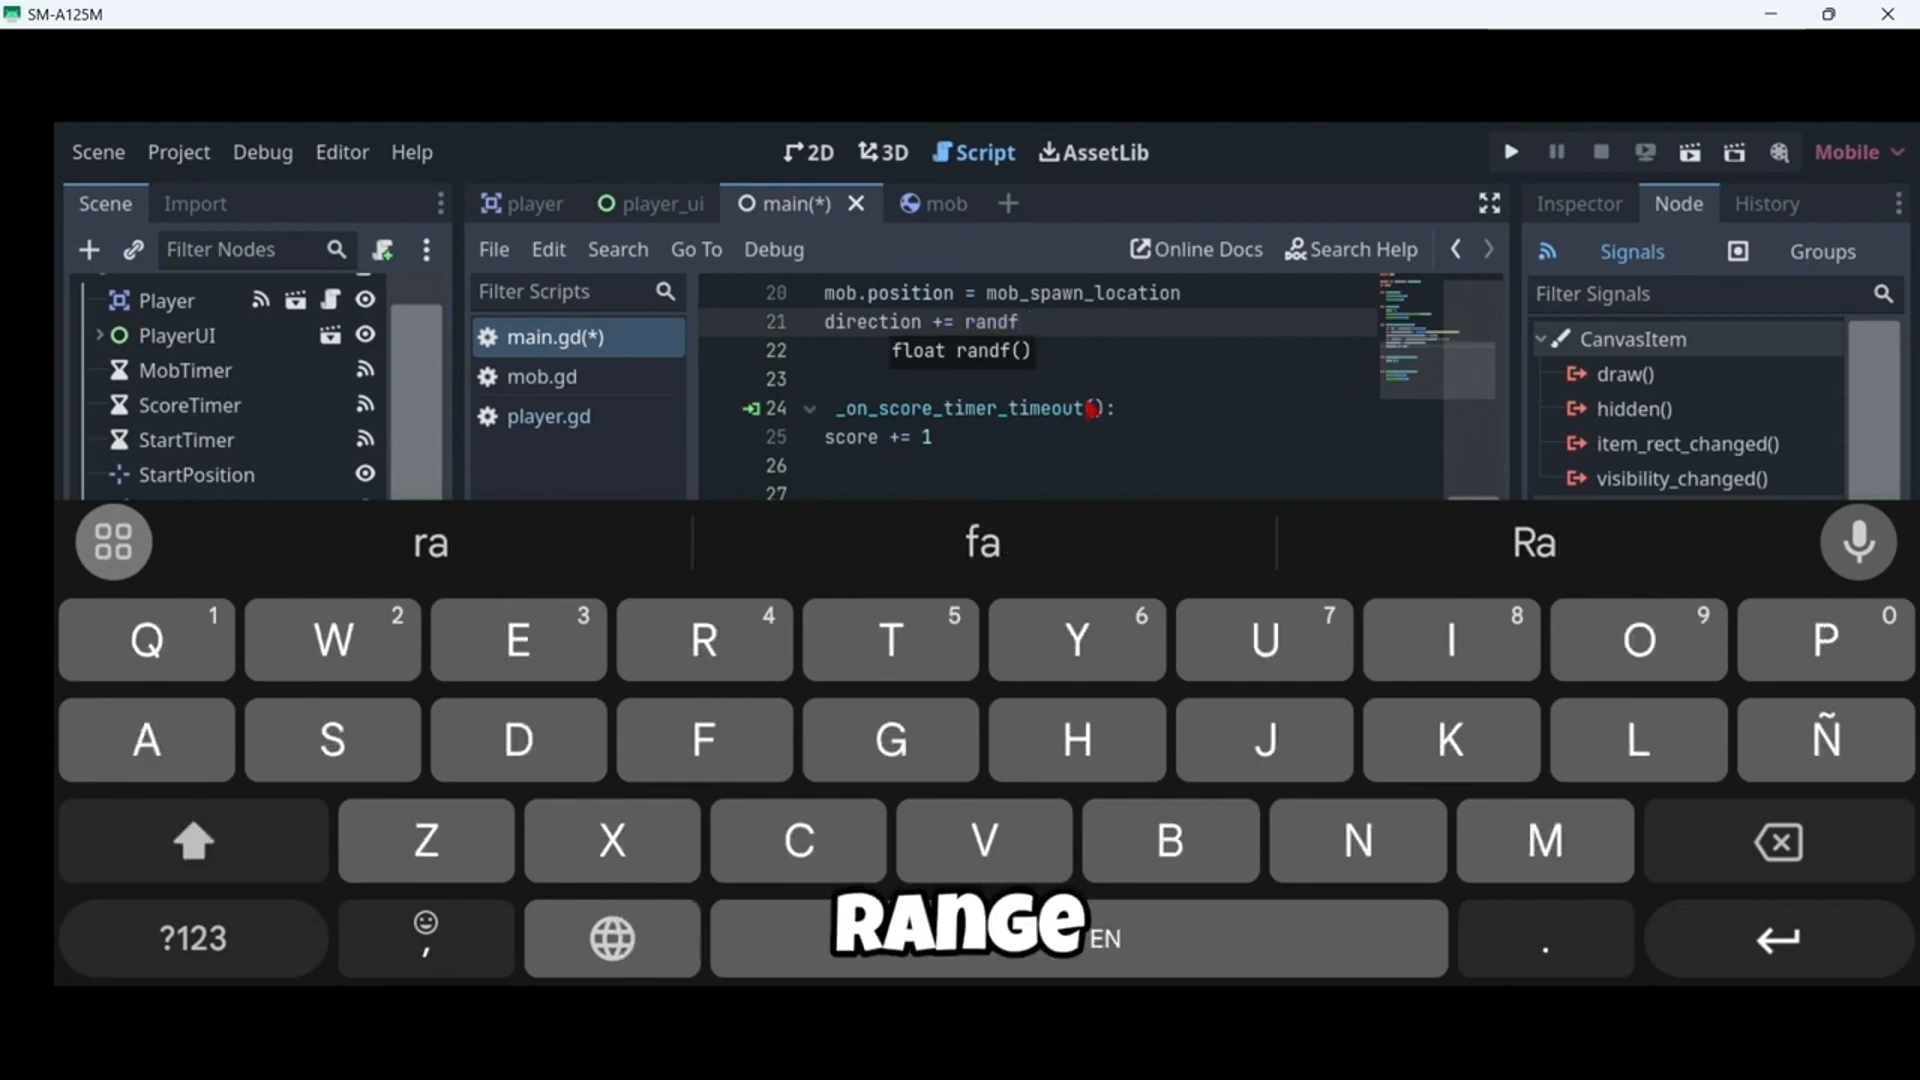 SM-A125M
Scene Project Debug Editor Help
2D 3D Script AssetLib
Mobile
Scene Import
player player_ui main(*) mob
Inspector Node History
Filter Nodes
File Edit Search Go To Debug
Online Docs Search Help
Signals Groups
Player
PlayerUI
MobTimer
ScoreTimer
StartTimer
StartPosition
Filter Scripts
main.gd(*)
mob.gd
player.gd
20 mob.position = mob_spawn_location
21 direction += randf
22 float randf()
23
24 _on_score_timer_timeout():
25 score += 1
26
27
Filter Signals
CanvasItem
draw()
hidden()
item_rect_changed()
visibility_changed()
ra fa Ra
Q 1 W 2 E 3 R 4 T 5 Y 6 U 7 I 8 O 9 P 0
A S D F G H J K L Ñ
Z X C V B N M
?123 , EN .
RANGE